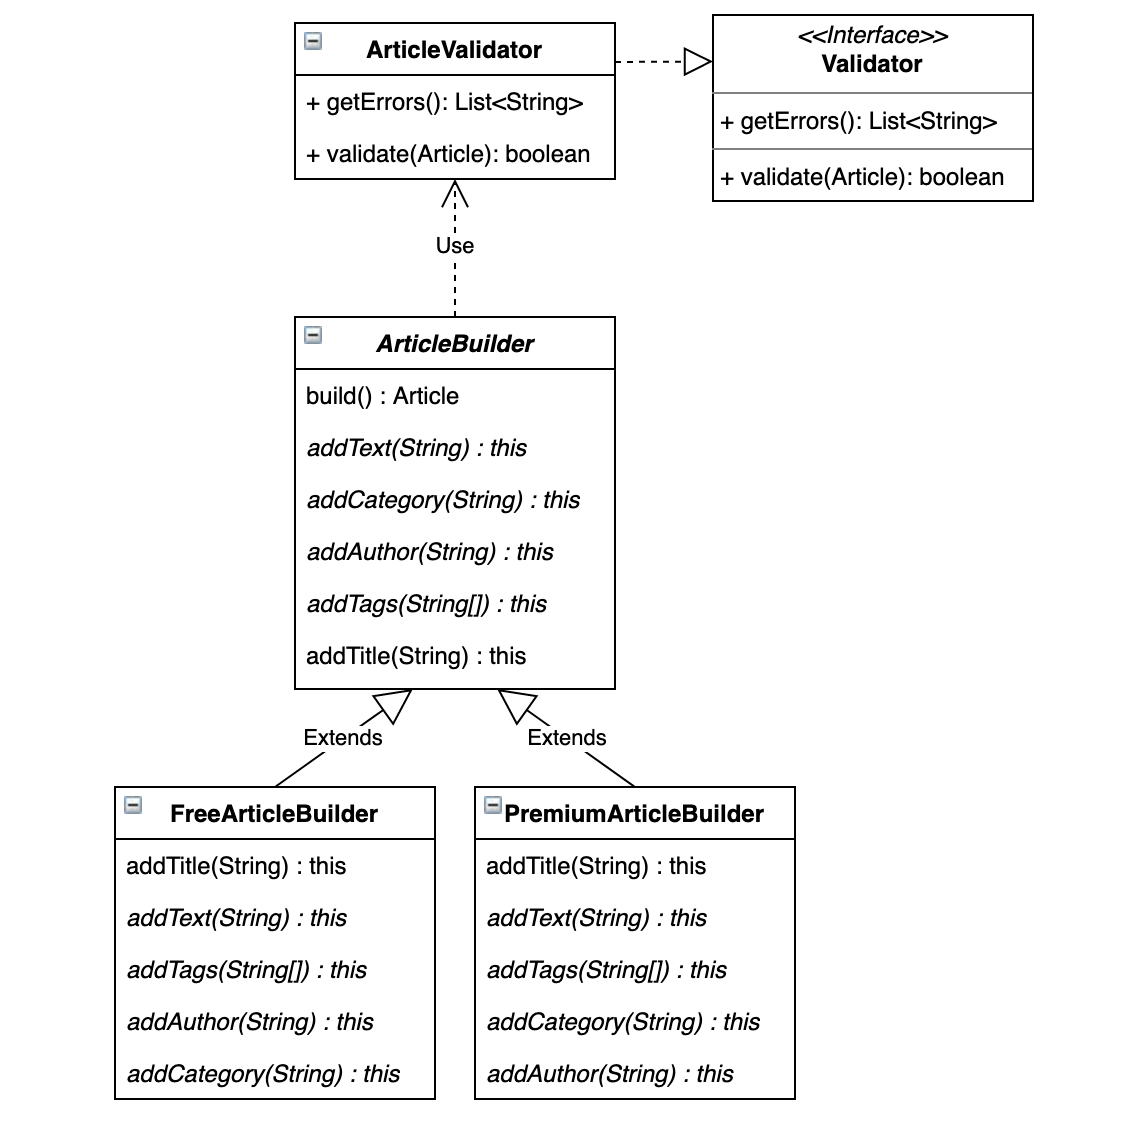 ArticleValidator
+ getErrors(): List<String>
+ validate(Article): boolean
<<Interface>>
Validator
+ getErrors(): List<String>
+ validate(Article): boolean
Use
ArticleBuilder
build() : Article
addText(String) : this
addCategory(String) : this
addAuthor(String) : this
addTags(String[]) : this
addTitle(String) : this
Extends
Extends
FreeArticleBuilder
addTitle(String) : this
addText(String) : this
addTags(String[]) : this
addAuthor(String) : this
addCategory(String) : this
PremiumArticleBuilder
addTitle(String) : this
addText(String) : this
addTags(String[]) : this
addCategory(String) : this
addAuthor(String) : this